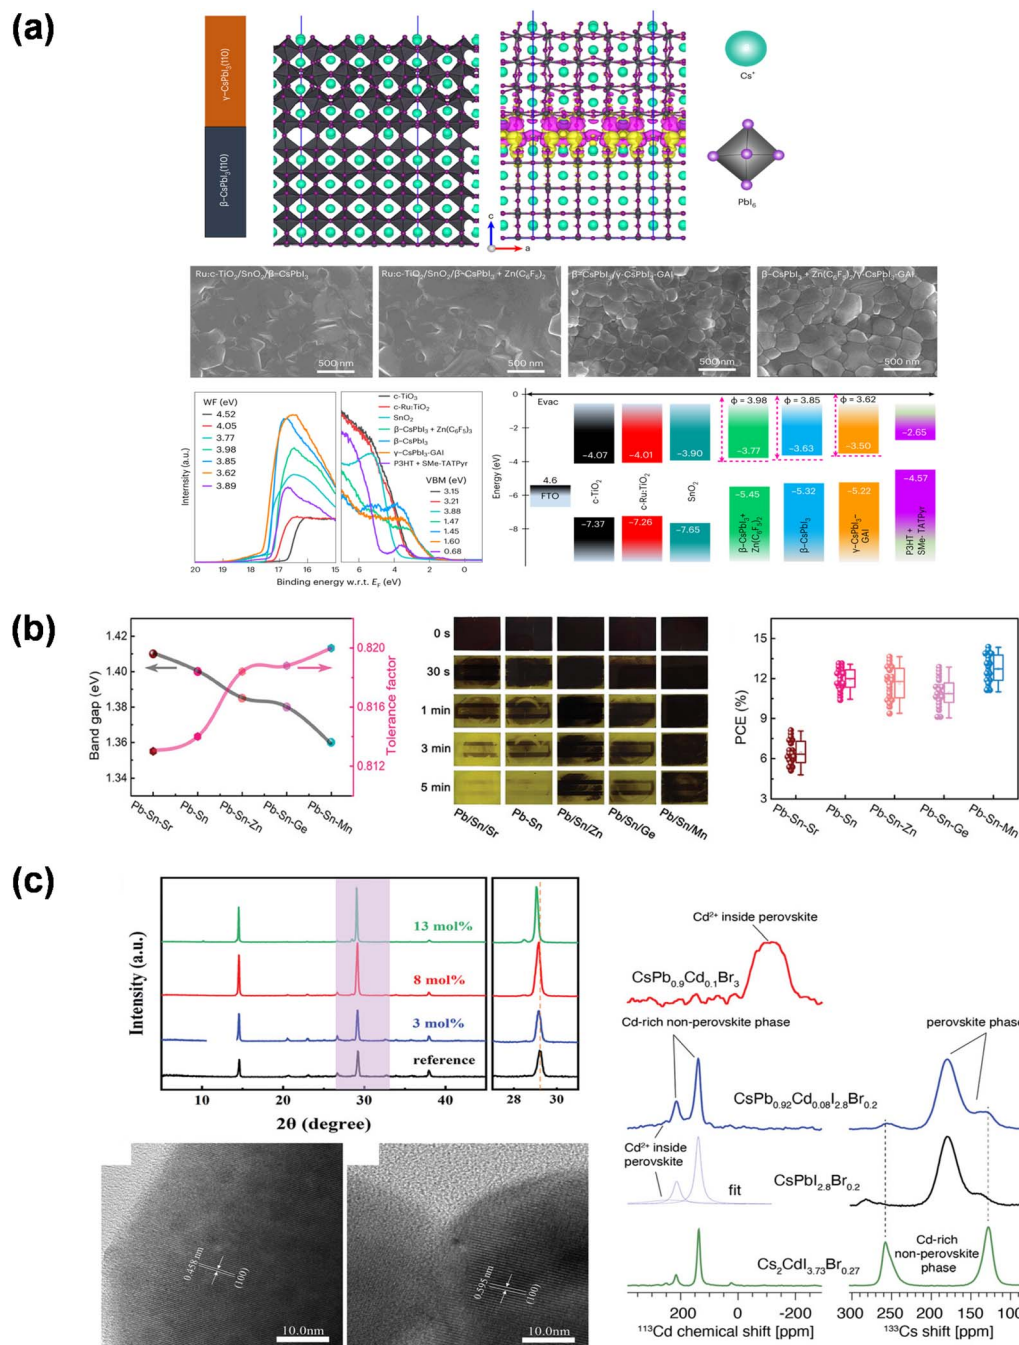 (a)
γ-CsPbI3(110)
β-CsPbI3(110)
c
a
Cs+
PbI6
Ru:c-TiO2/SnO2/β-CsPbI3
Ru:c-TiO2/SnO2/β-CsPbI3 + Zn(C6F5)2
β-CsPbI3/γ-CsPbI3-GAI
β-CsPbI3 + Zn(C6F5)2/γ-CsPbI3-GAI
500 nm
500 nm
500 nm
500 nm
WF (eV)
4.52
4.05
3.77
3.98
3.85
3.62
3.89
c-TiO2
c-Ru:TiO2
SnO2
β-CsPbI3 + Zn(C6F5)3
β-CsPbI3
γ-CsPbI3-GAI
P3HT + SMe-TATPyr
VBM (eV)
3.15
3.21
3.88
1.47
1.45
1.60
0.68
Intensity (a.u.)
20 19 18 17 16 6 4 2 0
Binding energy w.r.t. EF (eV)
Energy (eV)
0
−2
−4
−6
−8
Evac
ϕ = 3.98
ϕ = 3.85
ϕ = 3.62
−4.07
−4.01
−3.90
−3.77
−3.63
−3.50
−2.65
4.6
FTO
c-TiO2
c-Ru:TiO2
SnO2
−7.37
−7.26
−7.65
−5.45
−5.32
−5.22
−4.57
β-CsPbI3+
Zn(C6F5)2
β-CsPbI3
γ-CsPbI3-
GAI
P3HT +
SMe- TATPyr
(b)
Band gap (eV)
1.42
1.40
1.38
1.36
1.34
0.820
0.816
0.812
Tolerance factor
Pb-Sn-Sr
Pb-Sn
Pb-Sn-Zn
Pb-Sn-Ge
Pb-Sn-Mn
0 s
30 s
1 min
3 min
5 min
Pb/Sn/Sr
Pb-Sn
Pb/Sn/Zn
Pb/Sn/Ge
Pb/Sn/Mn
PCE (%)
15
12
9
6
3
Pb-Sn-Sr
Pb-Sn
Pb-Sn-Zn
Pb-Sn-Ge
Pb-Sn-Mn
(c)
Intensity (a.u.)
13 mol%
8 mol%
3 mol%
reference
10 20 30 40 28 30
2θ (degree)
0.458 nm
(100)
10.0nm
0.595 nm
(100)
10.0nm
Cd2+ inside perovskite
CsPb0.9Cd0.1Br3
Cd-rich non-perovskite phase
perovskite phase
CsPb0.92Cd0.08I2.8Br0.2
Cd2+ inside
perovskite
fit
CsPbI2.8Br0.2
Cd-rich
non-perovskite
phase
Cs2CdI3.73Br0.27
200 0 -200
113Cd chemical shift [ppm]
300 250 200 150 100
133Cs shift [ppm]